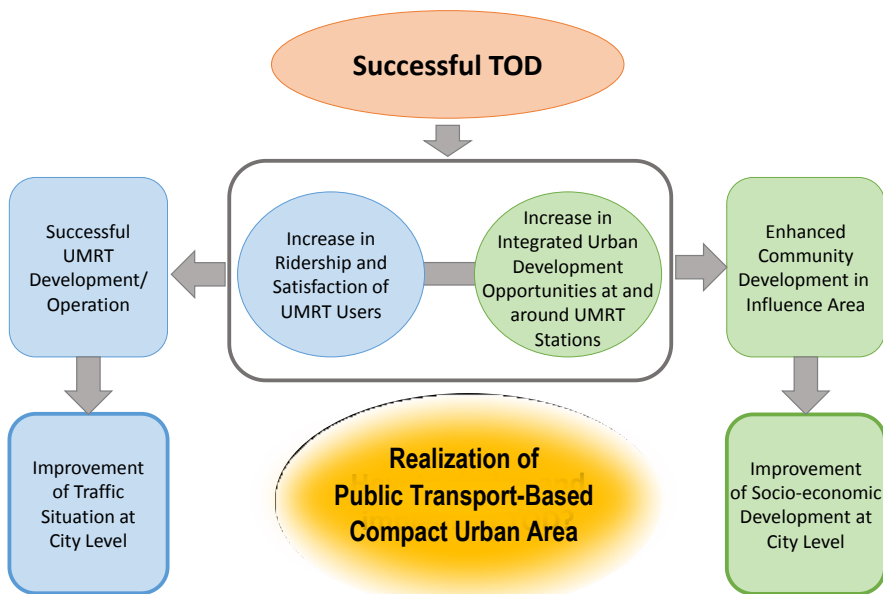 Successful TOD
Successful
UMRT
Development/
Operation
Increase in
Ridership and
Satisfaction of
UMRT Users
Increase in
Integrated Urban
Development
Opportunities at and
around UMRT
Stations
Enhanced
Community
Development in
Influence Area
Improvement
of Traffic
Situation at
City Level
Realization of
Public Transport-Based
Compact Urban Area
Improvement
of Socio-economic
Development at
City Level